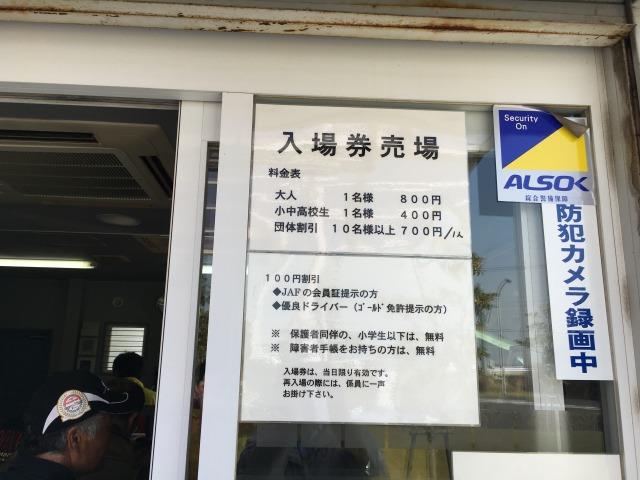 入場券売場
料金表
大人 1名様 800円
小中高校生 1名様 400円
団体割引 10名様以上 700円/1人
100円割引
◆JAFの会員証提示の方
◆優良ドライバー(ゴールド免許提示の方)
※ 保護者同伴の、小学生以下は、無料
※ 障害者手帳をお持ちの方は、無料
入場券は、当日限り有効です。
再入場の際には、係員に一声
お掛け下さい。
Security
On
ALSOK
綜合警備保障
防犯カメラ録画中